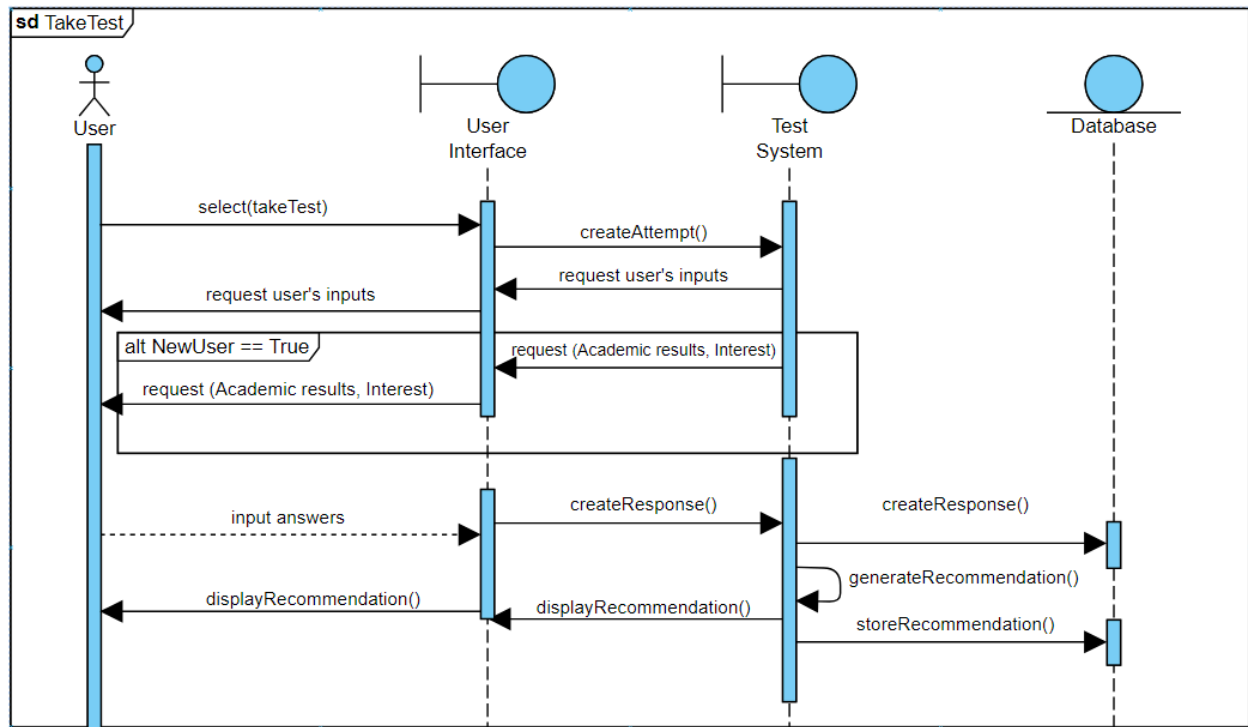 sd TakeTest
User
User
Interface
Test
System
Database
select(takeTest)
createAttempt()
request user's inputs
request user's inputs
alt NewUser == True
request (Academic results, Interest)
request (Academic results, Interest)
createResponse()
createResponse()
input answers
generateRecommendation()
displayRecommendation()
displayRecommendation()
storeRecommendation()